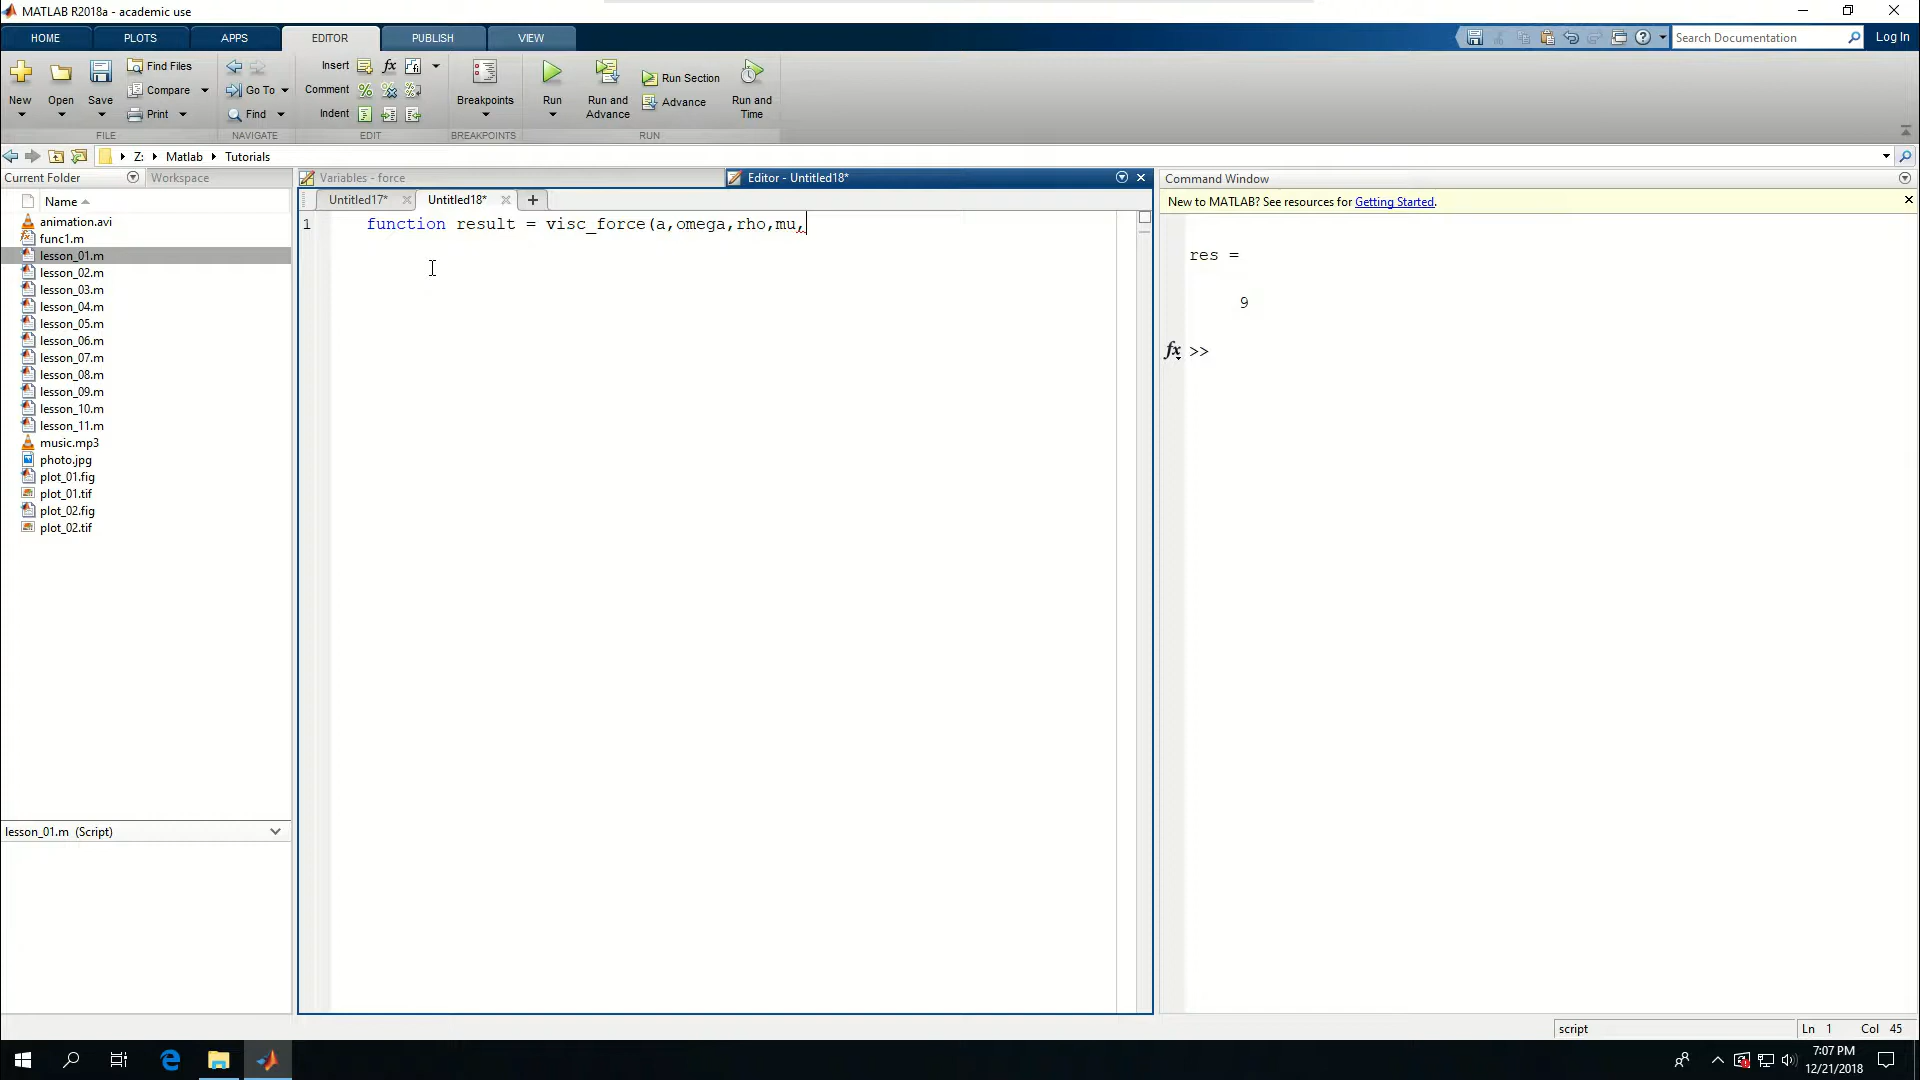 MATLAB R2018a - academic use
HOME PLOTS APPS EDITOR PUBLISH VIEW
Search Documentation
Log In
New
Open
Save
Find Files
Compare
Print
FILE
Go To
Find
NAVIGATE
Insert
fx
Comment
Indent
EDIT
Breakpoints
BREAKPOINTS
Run
Run and Advance
Run Section
Advance
Run and Time
RUN
Z: Matlab Tutorials
Current Folder
Workspace
Name
animation.avi
func1.m
lesson_01.m
lesson_02.m
lesson_03.m
lesson_04.m
lesson_05.m
lesson_06.m
lesson_07.m
lesson_08.m
lesson_09.m
lesson_10.m
lesson_11.m
music.mp3
photo.jpg
plot_01.fig
plot_01.tif
plot_02.fig
plot_02.tif
lesson_01.m (Script)
Variables - force
Editor - Untitled18*
Untitled17*
Untitled18*
1 function result = visc_force(a,omega,rho,mu,
Command Window
New to MATLAB? See resources for Getting Started.
res =
9
fx >>
script
Ln 1 Col 45
7:07 PM
12/21/2018